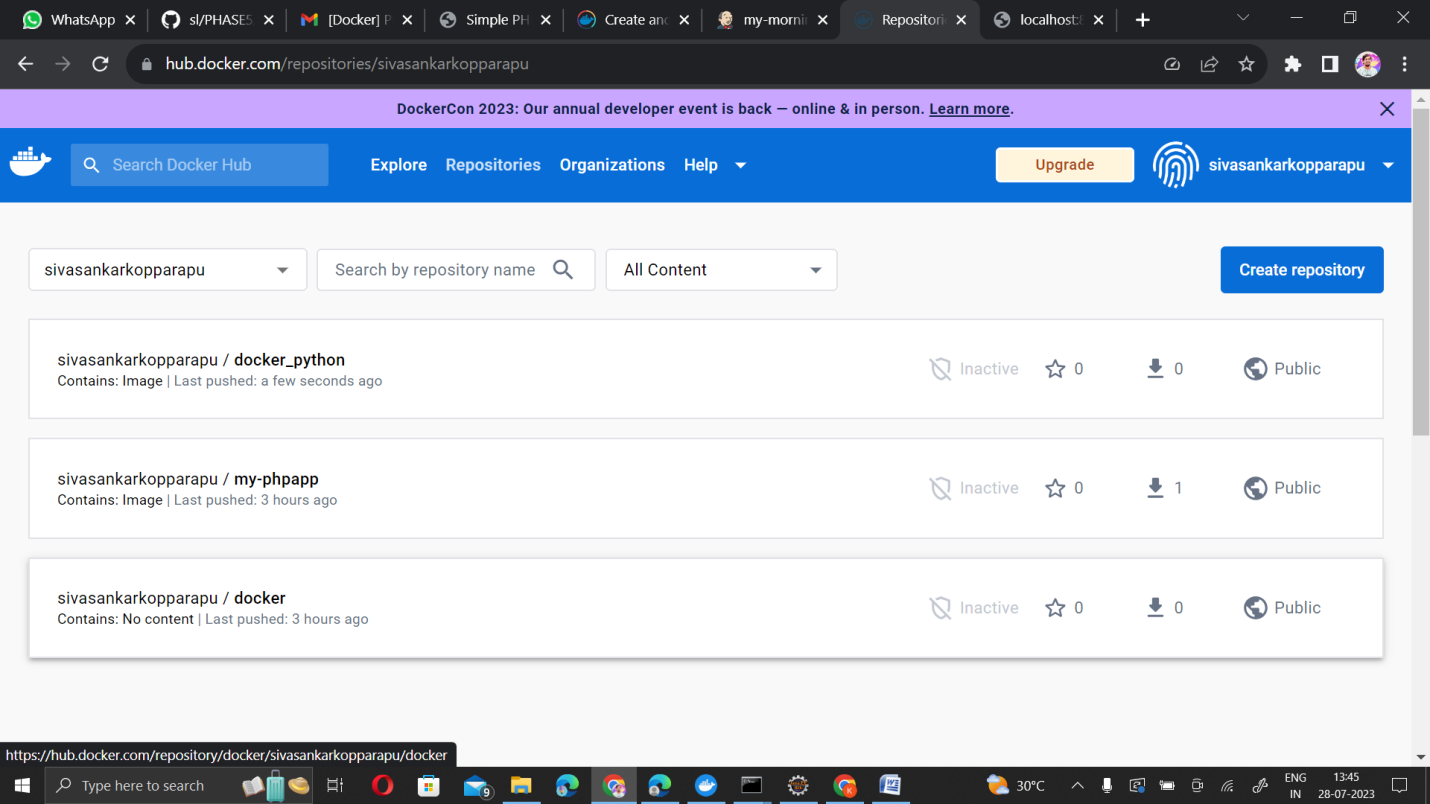 WhatsApp
sl/PHASE5
[Docker] P
Simple PH
Create and
my-mornin
Repositori
localhost:8
hub.docker.com/repositories/sivasankarkopparapu
DockerCon 2023: Our annual developer event is back — online & in person. Learn more.
Search Docker Hub
Explore
Repositories
Organizations
Help
Upgrade
sivasankarkopparapu
sivasankarkopparapu
Search by repository name
All Content
Create repository
sivasankarkopparapu / docker_python
Contains: Image | Last pushed: a few seconds ago
Inactive
0
0
Public
sivasankarkopparapu / my-phpapp
Contains: Image | Last pushed: 3 hours ago
Inactive
0
1
Public
sivasankarkopparapu / docker
Contains: No content | Last pushed: 3 hours ago
Inactive
0
0
Public
https://hub.docker.com/repository/docker/sivasankarkopparapu/docker
Type here to search
9
K
30°C
ENG
IN
13:45
28-07-2023